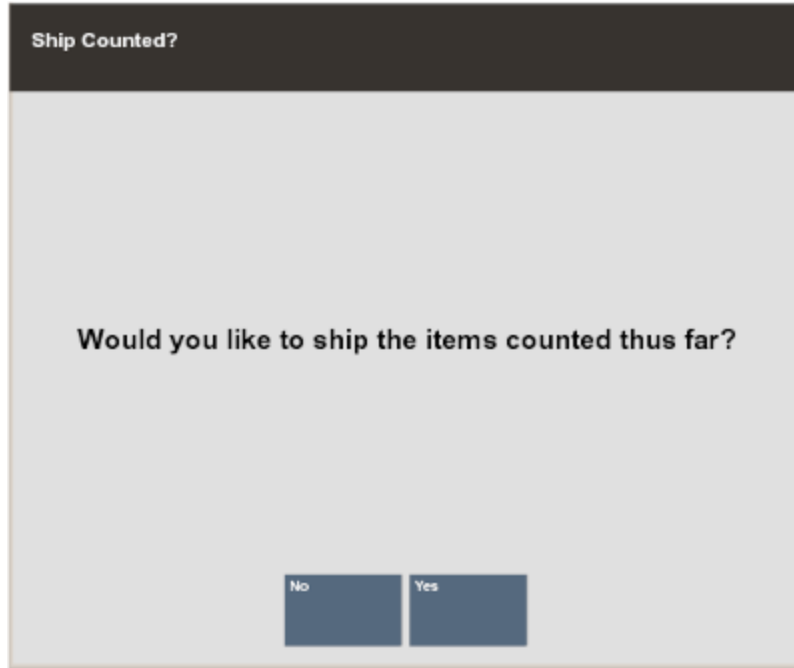 Ship Counted?
Would you like to ship the items counted thus far?
No
Yes